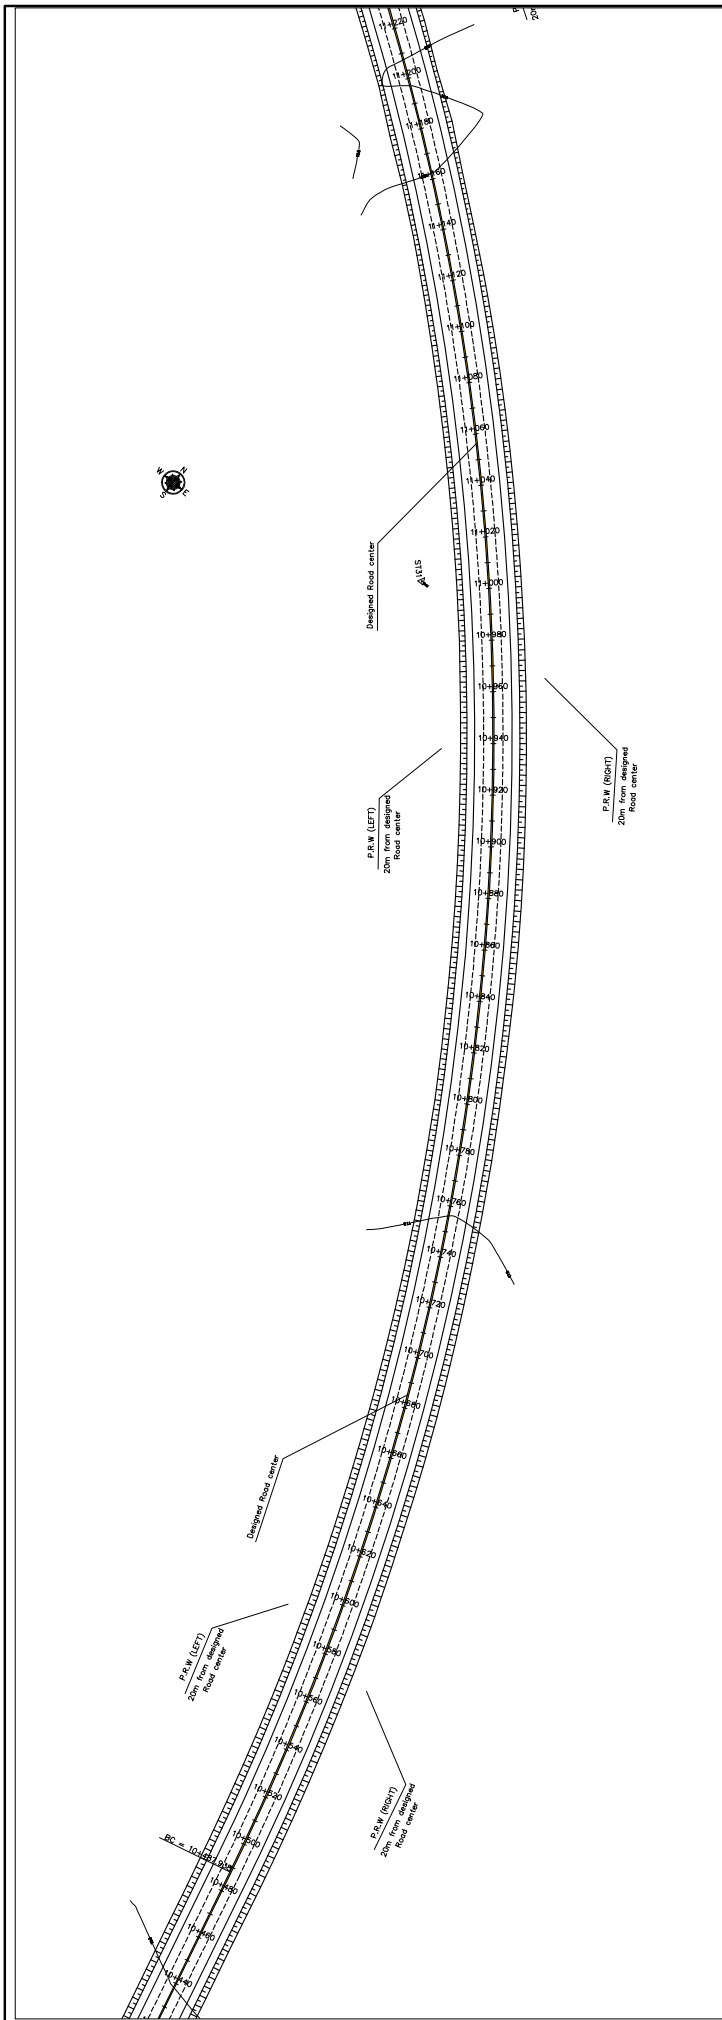 11+220
11+200
11+180
11+160
11+140
11+120
11+100
11+080
11+060
11+040
11+020
11+000
10+980
10+960
10+940
10+920
10+900
10+880
10+860
10+840
10+820
10+800
10+780
10+760
10+740
10+720
10+700
10+680
10+660
10+640
10+620
10+600
10+580
10+560
10+540
10+520
10+500
10+480
10+460
10+440
N
W
S
E
Designed Road center
P.R.W (LEFT)
20m from designed
Road center
P.R.W (RIGHT)
20m from designed
Road center
Designed Road center
P.R.W (LEFT)
20m from designed
Road center
P.R.W (RIGHT)
20m from designed
Road center